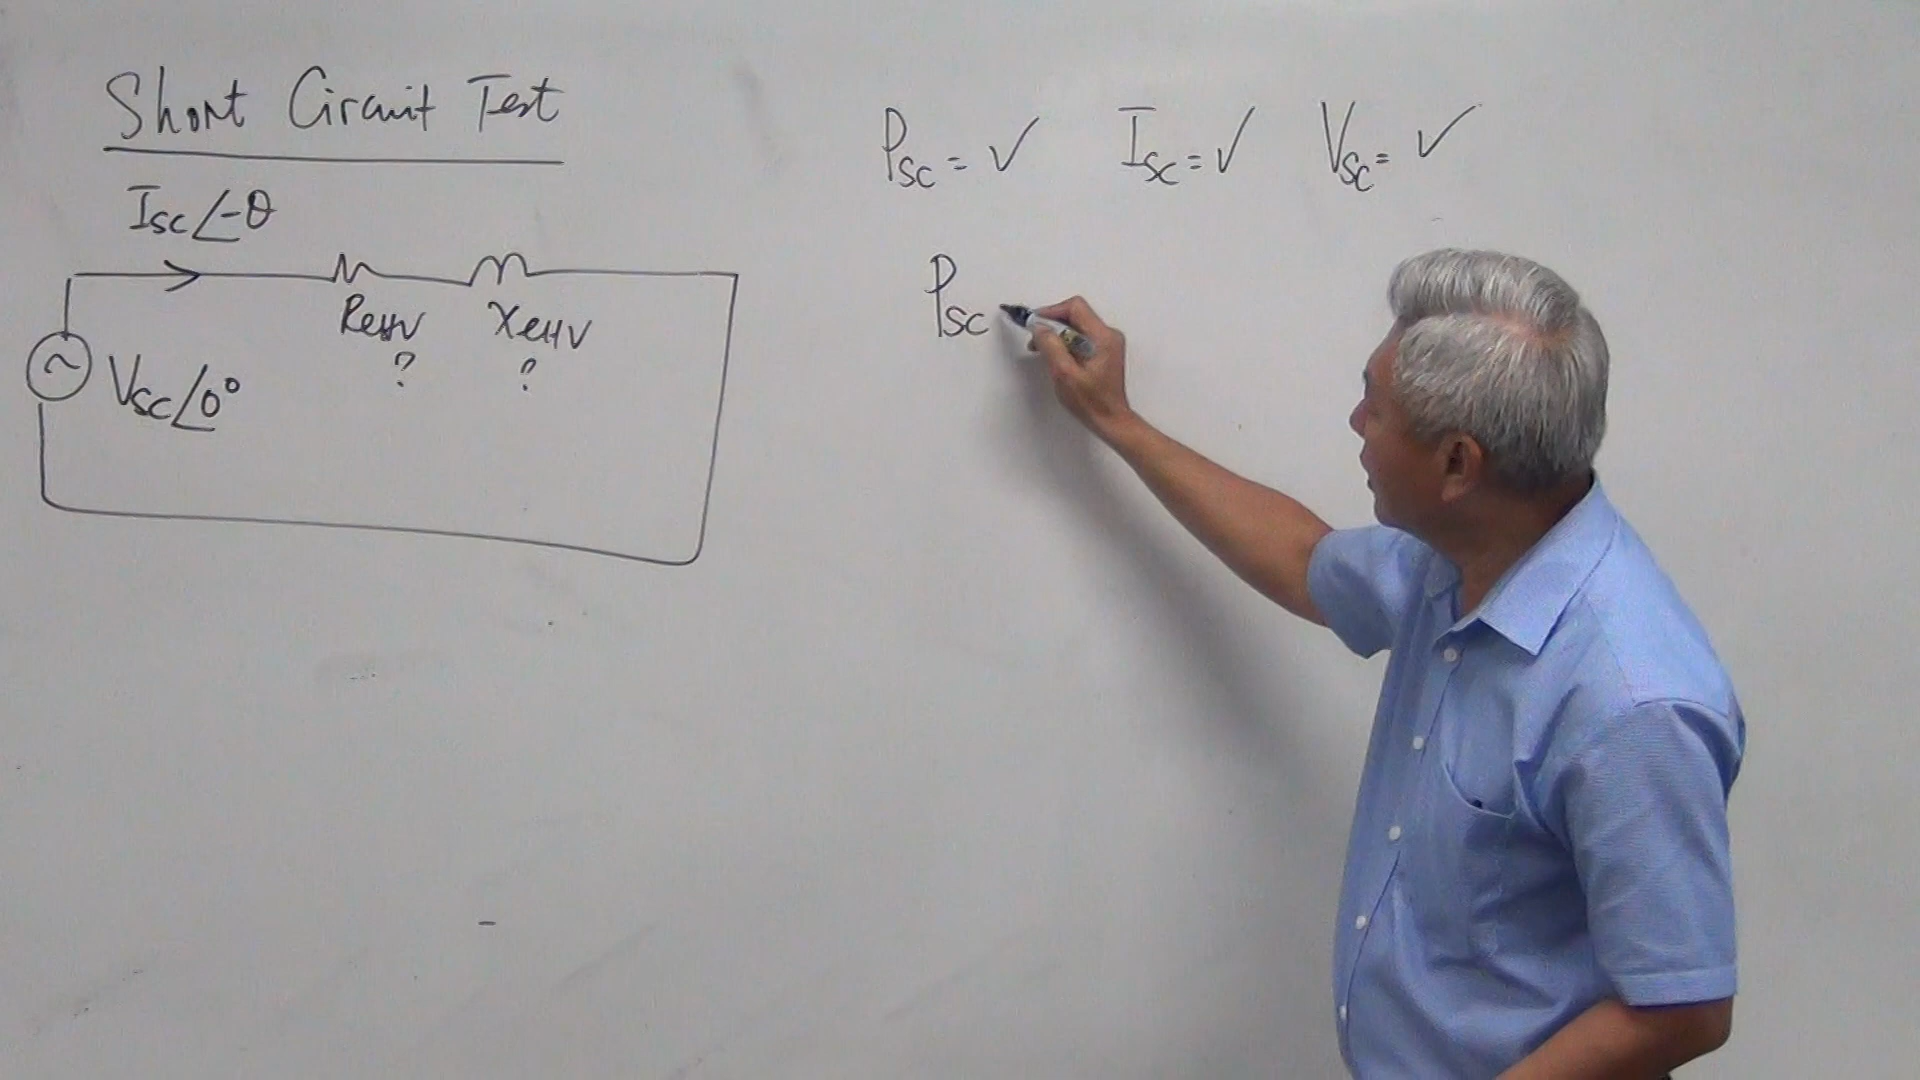 Short Circuit Test
Psc = ✓ Isc = ✓ Vsc = ✓
Isc∠-θ
Psc
ReHV XeHV
? ?
~ Vsc∠0°